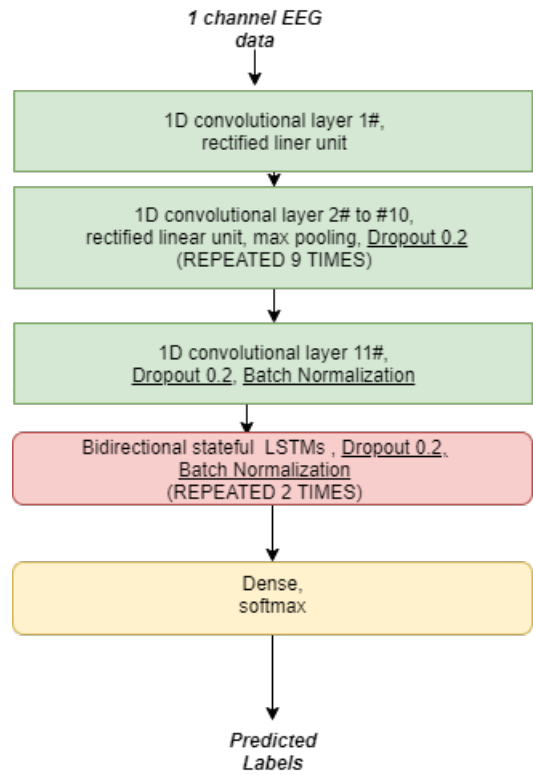 1 channel EEG
data
1D convolutional layer 1#,
rectified liner unit
1D convolutional layer 2# to #10,
rectified linear unit, max pooling, Dropout 0.2
(REPEATED 9 TIMES)
1D convolutional layer 11#,
Dropout 0.2, Batch Normalization
Bidirectional stateful LSTMs , Dropout 0.2,
Batch Normalization
(REPEATED 2 TIMES)
Dense,
softmax
Predicted
Labels